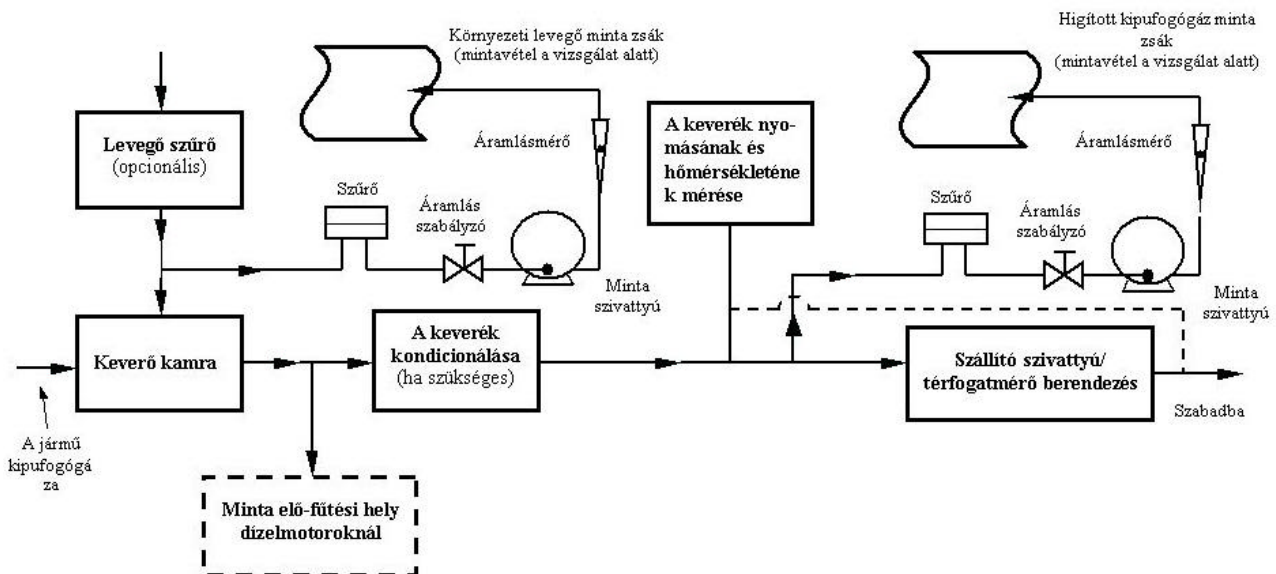 Környezeti levegő minta zsák
(mintavétel a vizsgálat alatt)
Higított kipufogógáz minta
zsák
(mintavétel a vizsgálat alatt)
Levegő szűrő
(opcionális)
Áramlásmérő
A keverék nyo-
másának és
hőmérsékleténe
k mérése
Áramlásmérő
Szűrő
Áramlás
szabályzó
Szűrő
Áramlás
szabályzó
Minta
szivattyú
Minta
szivattyú
Keverő kamra
A keverék
kondicionálása
(ha szükséges)
Szállító szivattyú/
térfogatmérő berendezés
Szabadba
A jármű
kipufogógá
za
Minta elő-fűtési hely
dízelmotoroknál